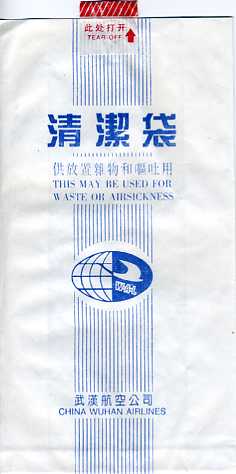 此处打开
TEAR OFF
清潔袋
供放置雜物和嘔吐用
THIS MAY BE USED FOR
WASTE OR AIRSICKNESS
W·A·L
武漢航空公司
CHINA WUHAN AIRLINES